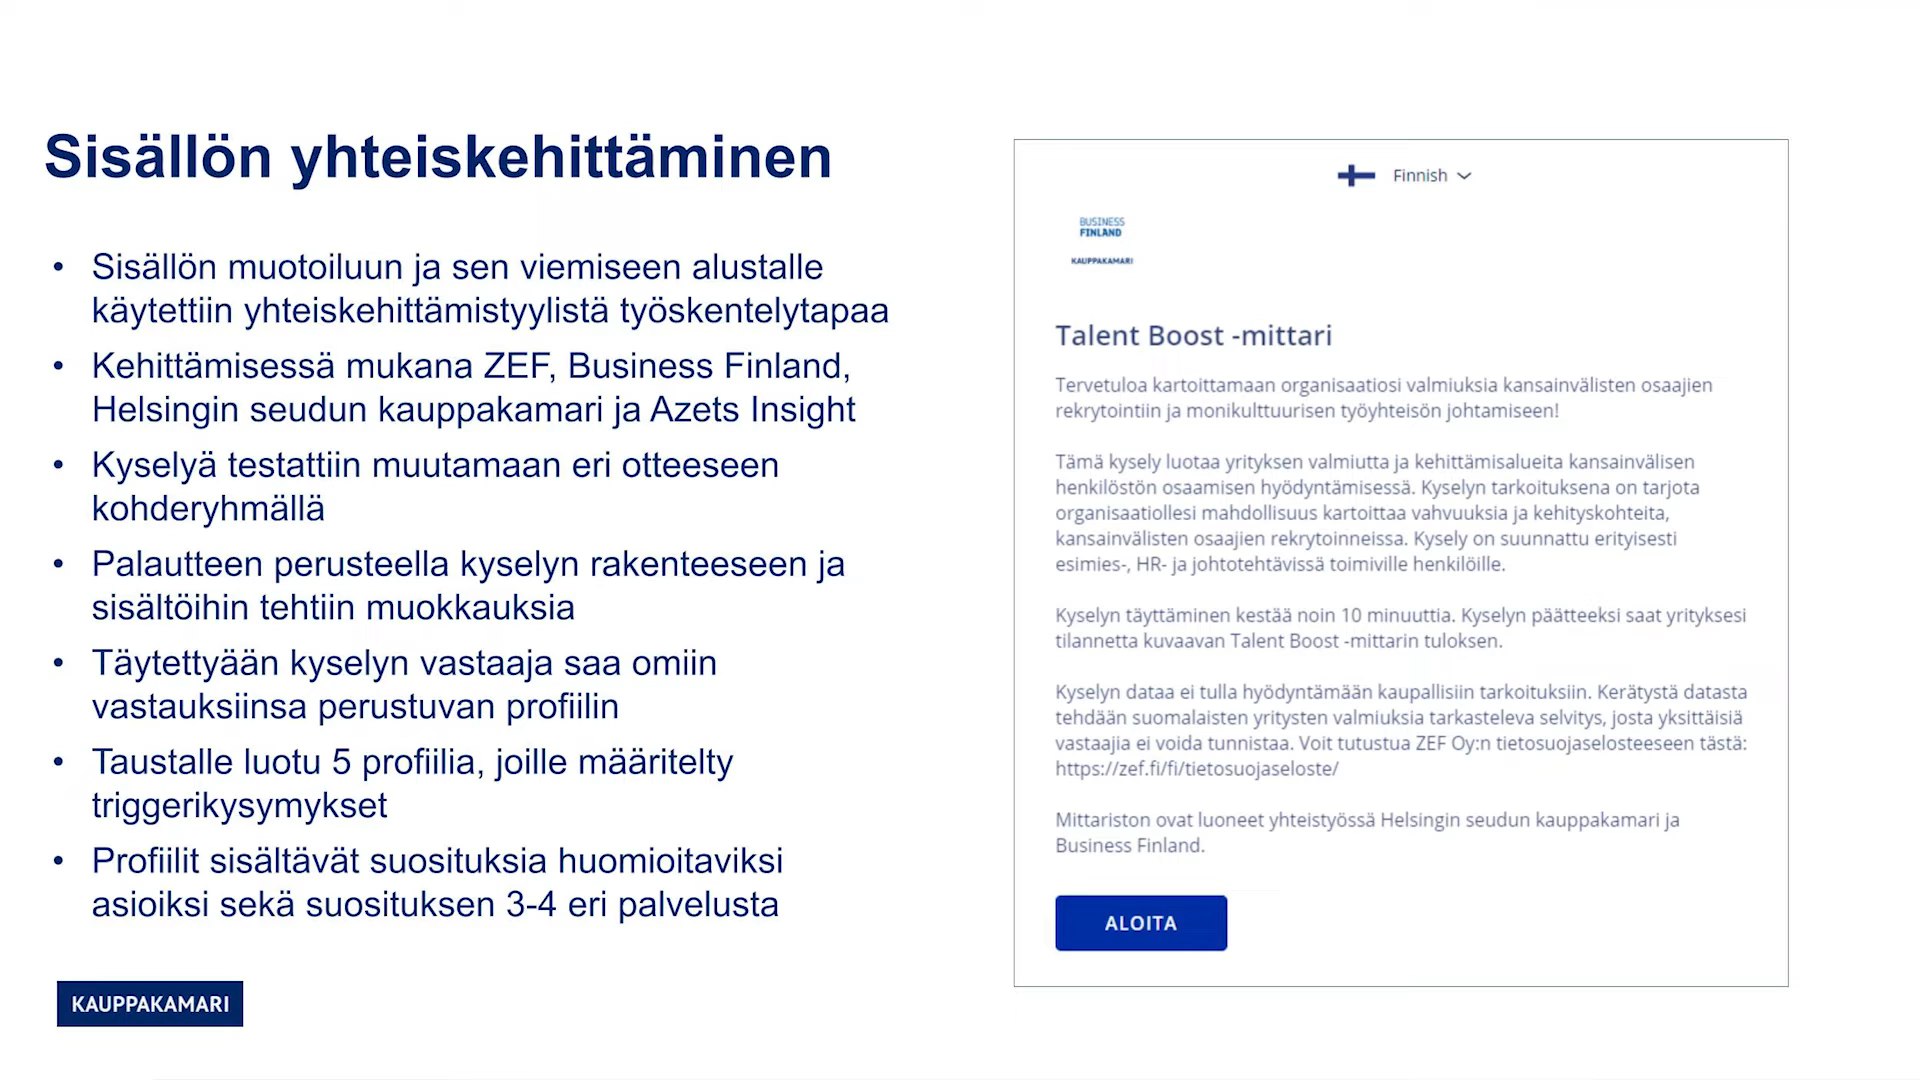 Sisällön yhteiskehittäminen
• Sisällön muotoiluun ja sen viemiseen alustalle
käytettiin yhteiskehittämistyylistä työskentelytapaa
• Kehittämisessä mukana ZEF, Business Finland,
Helsingin seudun kauppakamari ja Azets Insight
• Kyselyä testattiin muutamaan eri otteeseen
kohderyhmällä
• Palautteen perusteella kyselyn rakenteeseen ja
sisältöihin tehtiin muokkauksia
• Täytettyään kyselyn vastaaja saa omiin
vastauksiinsa perustuvan profiilin
• Taustalle luotu 5 profiilia, joille määritelty
triggerikysymykset
• Profiilit sisältävät suosituksia huomioitaviksi
asioiksi sekä suosituksen 3-4 eri palvelusta
KAUPPAKAMARI
Finnish
BUSINESS
FINLAND
KAUPPAKAMARI
Talent Boost -mittari
Tervetuloa kartoittamaan organisaatiosi valmiuksia kansainvälisten osaajien
rekrytointiin ja monikulttuurisen työyhteisön johtamiseen!
Tämä kysely luotaa yrityksen valmiutta ja kehittämisalueita kansainvälisen
henkilöstön osaamisen hyödyntämisessä. Kyselyn tarkoituksena on tarjota
organisaatiollesi mahdollisuus kartoittaa vahvuuksia ja kehityskohteita,
kansainvälisten osaajien rekrytoinneissa. Kysely on suunnattu erityisesti
esimies-, HR- ja johtotehtävissä toimiville henkilöille.
Kyselyn täyttäminen kestää noin 10 minuuttia. Kyselyn päätteeksi saat yrityksesi
tilannetta kuvaavan Talent Boost -mittarin tuloksen.
Kyselyn dataa ei tulla hyödyntämään kaupallisiin tarkoituksiin. Kerätystä datasta
tehdään suomalaisten yritysten valmiuksia tarkasteleva selvitys, josta yksittäisiä
vastaajia ei voida tunnistaa. Voit tutustua ZEF Oy:n tietosuojaselosteeseen tästä:
https://zef.fi/fi/tietosuojaseloste/
Mittariston ovat luoneet yhteistyössä Helsingin seudun kauppakamari ja
Business Finland.
ALOITA